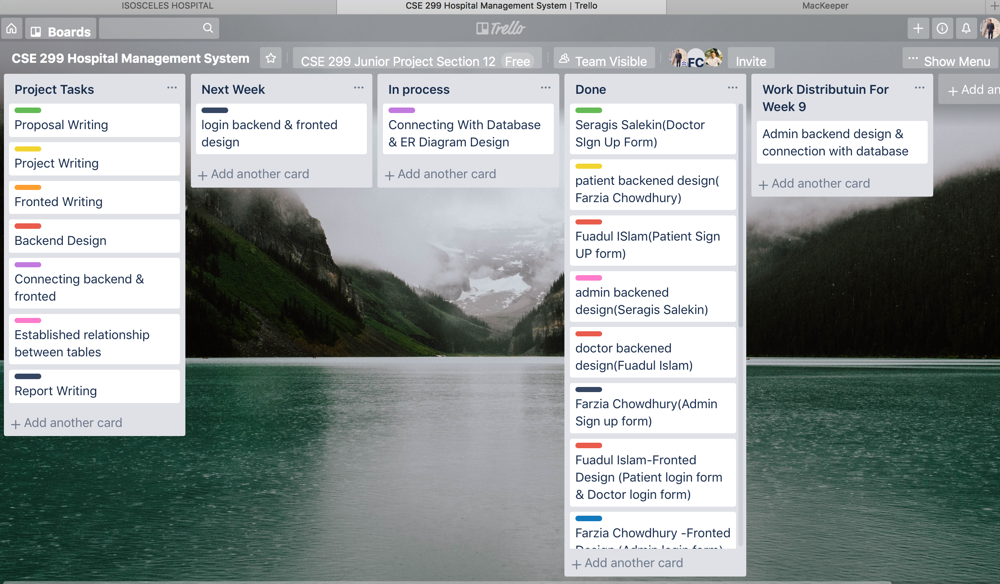 ISOSCELES HOSPITAL
CSE 299 Hospital Management System | Trello
MacKeeper
Boards
Trello
CSE 299 Hospital Management System
CSE 299 Junior Project Section 12 Free
Team Visible
FC
Invite
Show Menu
Project Tasks
Proposal Writing
Project Writing
Fronted Writing
Backend Design
Connecting backend &
fronted
Established relationship
between tables
Report Writing
+ Add another card
Next Week
login backend & fronted
design
+ Add another card
In process
Connecting With Database
& ER Diagram Design
+ Add another card
Done
Seragis Salekin(Doctor
SIgn Up Form)
patient backened design(
Farzia Chowdhury)
Fuadul ISlam(Patient Sign
UP form)
admin backened
design(Seragis Salekin)
doctor backened
design(Fuadul Islam)
Farzia Chowdhury(Admin
Sign up form)
Fuadul Islam-Fronted
Design (Patient login form
& Doctor login form)
Farzia Chowdhury -Fronted
Design (Admin login form)
+ Add another card
Work Distributuin For
Week 9
Admin backend design &
connection with database
+ Add another card
+ Add an